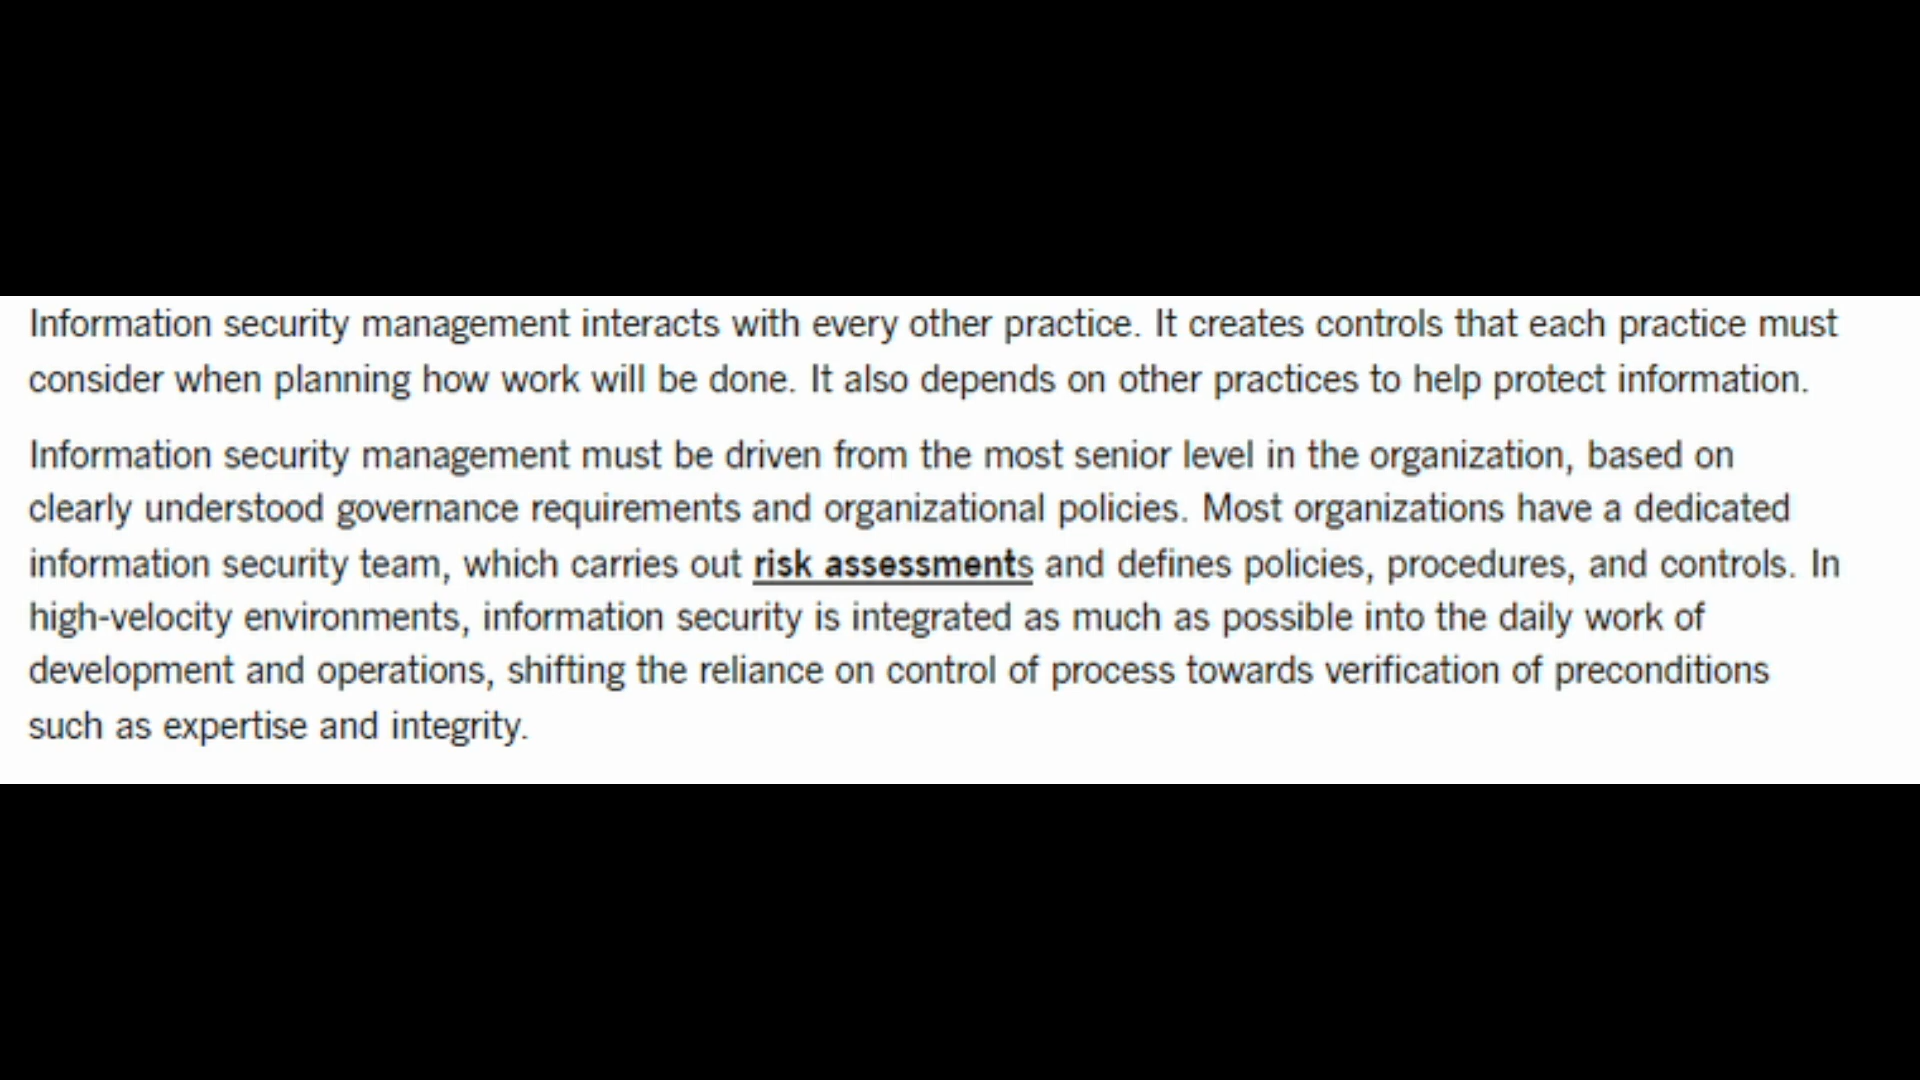 Information security management interacts with every other practice. It creates controls that each practice must
consider when planning how work will be done. It also depends on other practices to help protect information.
Information security management must be driven from the most senior level in the organization, based on
clearly understood governance requirements and organizational policies. Most organizations have a dedicated
information security team, which carries out risk assessments and defines policies, procedures, and controls. In
high-velocity environments, information security is integrated as much as possible into the daily work of
development and operations, shifting the reliance on control of process towards verification of preconditions
such as expertise and integrity.